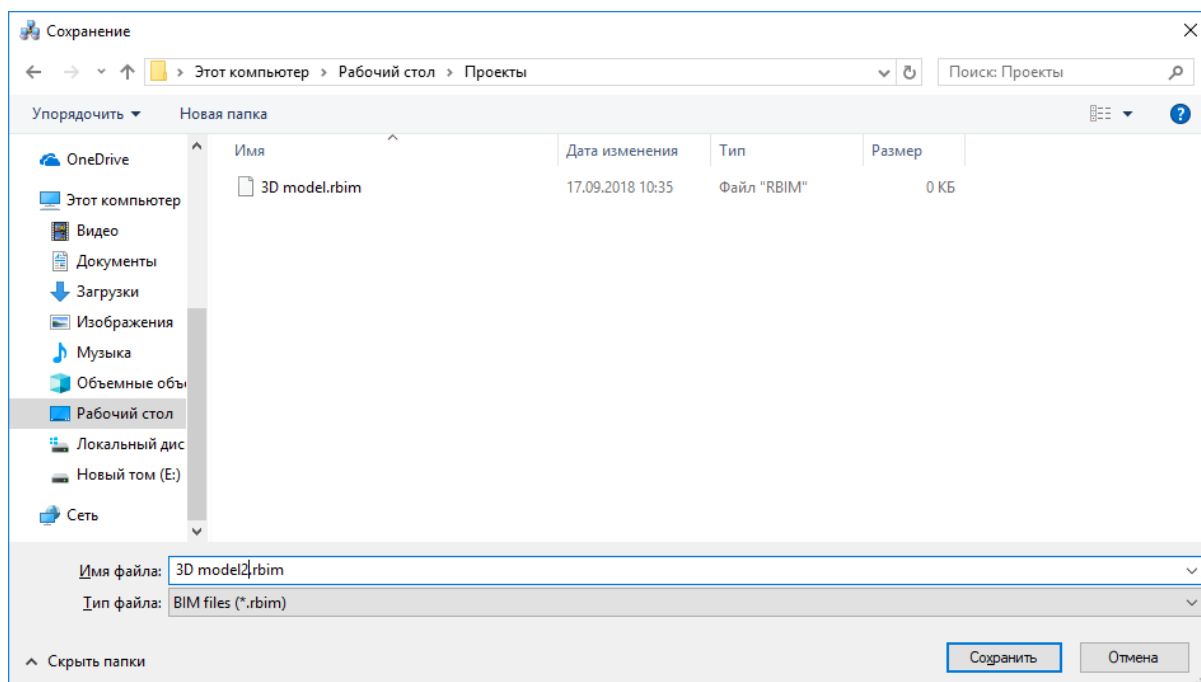 Сохранение
Этот компьютер › Рабочий стол › Проекты
Поиск: Проекты
Упорядочить
Новая папка
Имя
Дата изменения
Тип
Размер
3D model.rbim
17.09.2018 10:35
Файл "RBIM"
0 КБ
OneDrive
Этот компьютер
Видео
Документы
Загрузки
Изображения
Музыка
Объемные объ
Рабочий стол
Локальный дис
Новый том (E:)
Сеть
Имя файла: 3D model2.rbim
Тип файла: BIM files (*.rbim)
Скрыть папки
Сохранить
Отмена